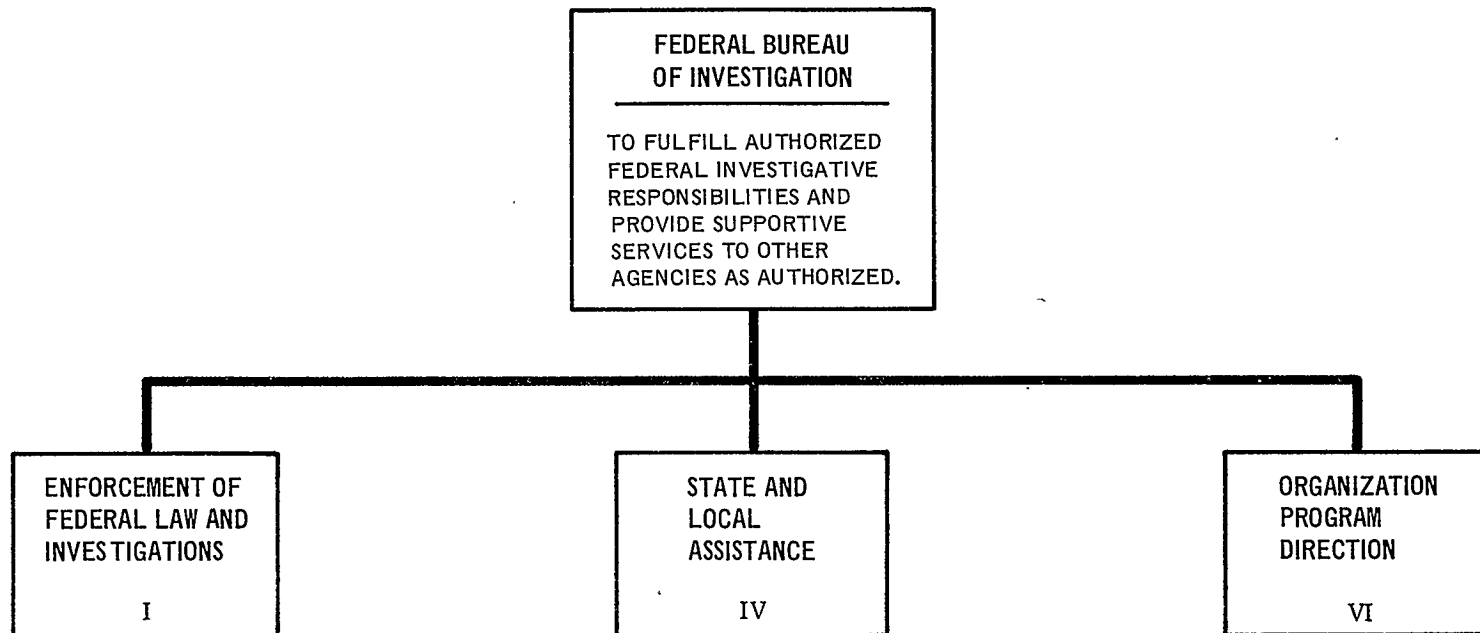 FEDERAL BUREAU
OF INVESTIGATION
TO FULFILL AUTHORIZED
FEDERAL INVESTIGATIVE
RESPONSIBILITIES AND
PROVIDE SUPPORTIVE
SERVICES TO OTHER
AGENCIES AS AUTHORIZED.
ENFORCEMENT OF
FEDERAL LAW AND
INVESTIGATIONS
I
STATE AND
LOCAL
ASSISTANCE
IV
ORGANIZATION
PROGRAM
DIRECTION
VI